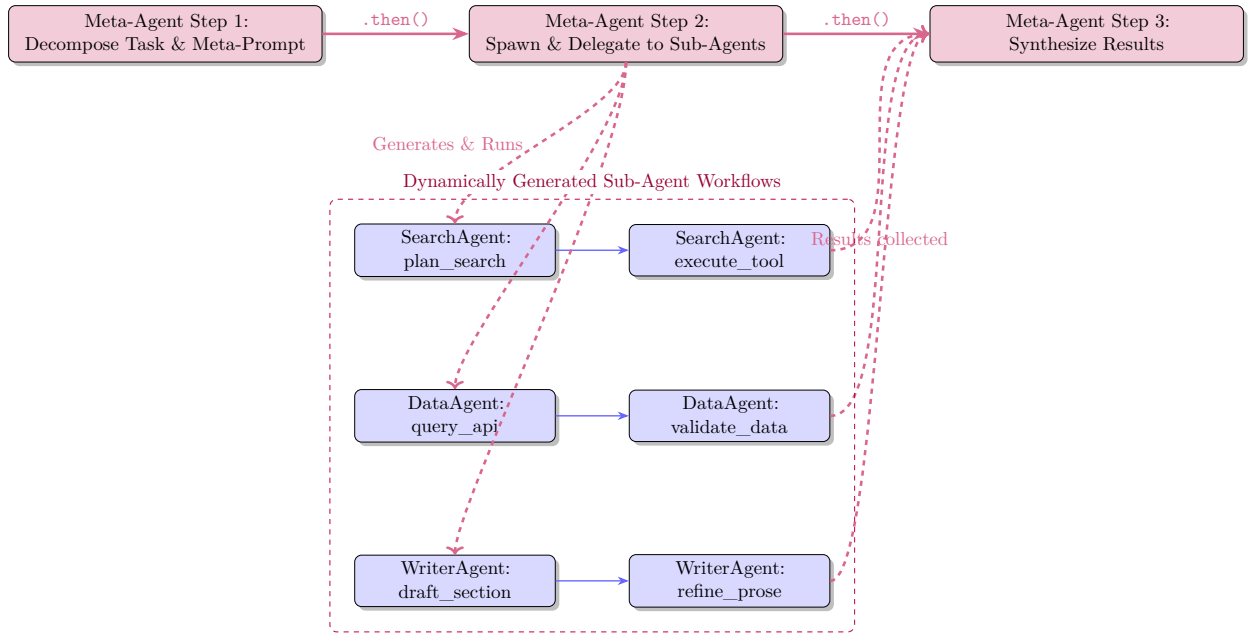 Meta-Agent Step 1:
Decompose Task & Meta-Prompt
.then()
Meta-Agent Step 2:
Spawn & Delegate to Sub-Agents
.then()
Meta-Agent Step 3:
Synthesize Results
Generates & Runs
Dynamically Generated Sub-Agent Workflows
SearchAgent:
plan_search
SearchAgent:
execute_tool
Results collected
DataAgent:
query_api
DataAgent:
validate_data
WriterAgent:
draft_section
WriterAgent:
refine_prose